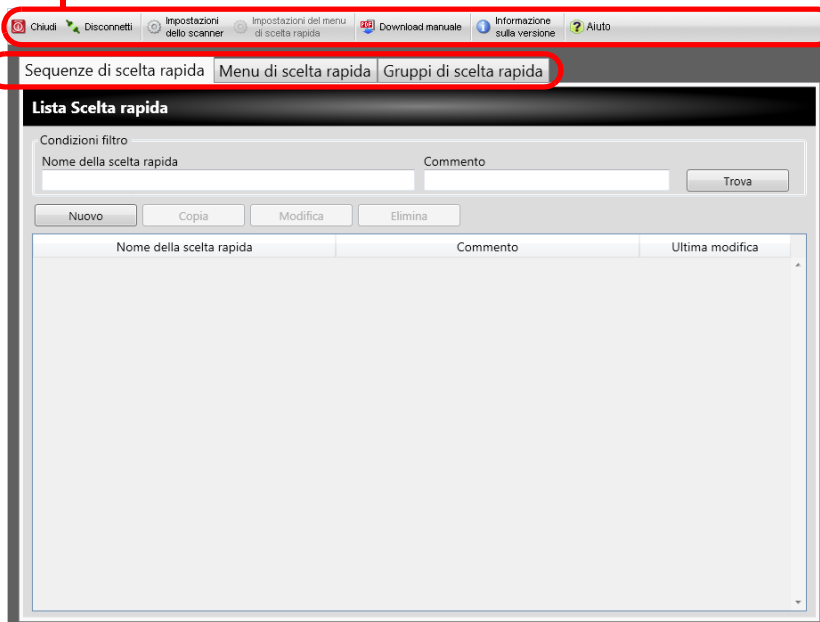 Chiudi Disconnetti Impostazioni dello scanner Impostazioni del menu di scelta rapida Download manuale Informazione sulla versione Aiuto
Sequenze di scelta rapida Menu di scelta rapida Gruppi di scelta rapida
Lista Scelta rapida
Condizioni filtro
Nome della scelta rapida Commento
Trova
Nuovo Copia Modifica Elimina
Nome della scelta rapida Commento Ultima modifica